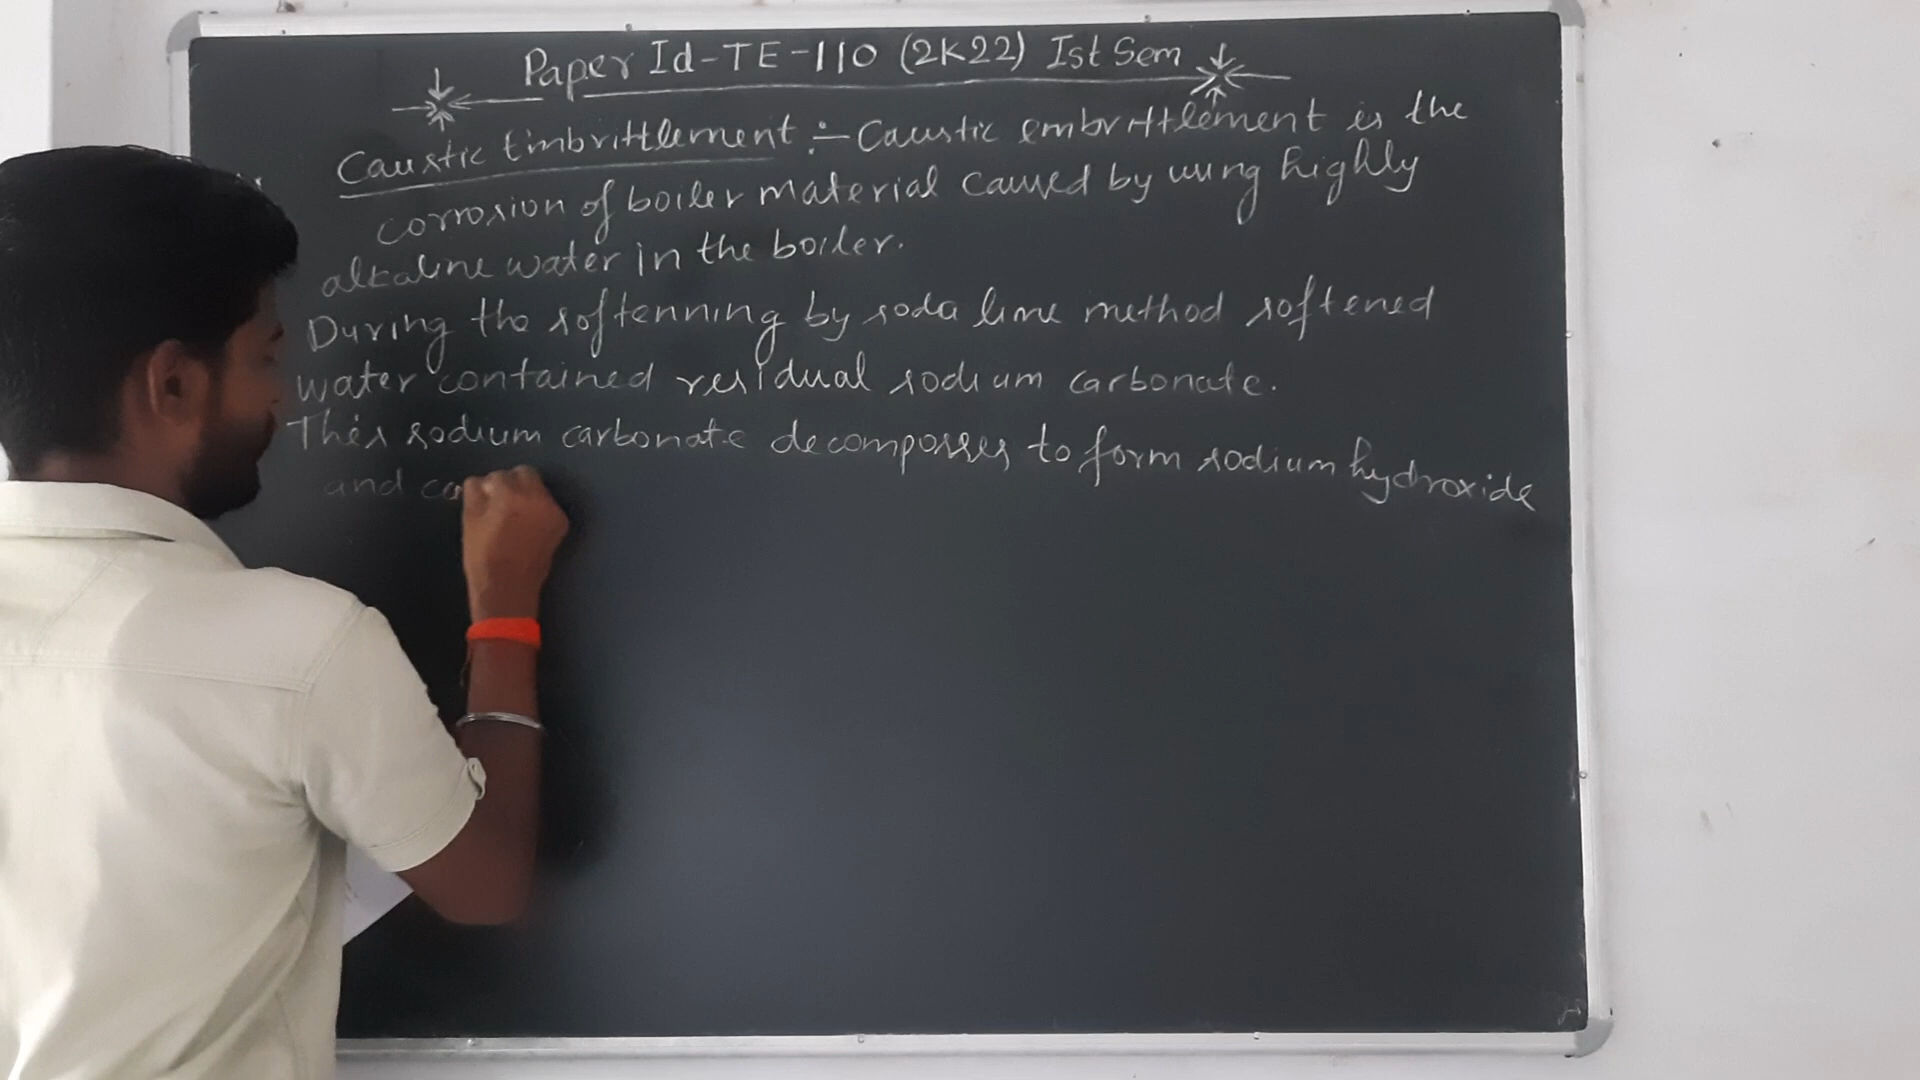 Paper Id-TE-110 (2K22) Ist Sem
Caustic Embrittlement :- Caustic embrittlement is the
corrosion of boiler material caused by using highly
alkaline water in the boiler.
During the softenning by soda lime method softened
water contained residual sodium carbonate.
This sodium carbonate decomposses to form sodium hydroxide
and ca